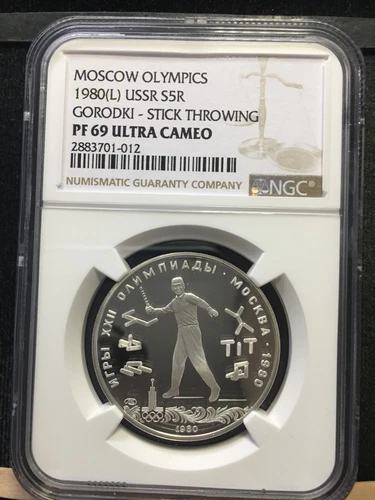 MOSCOW OLYMPICS
1980(L) USSR S5R
GORODKI - STICK THROWING
PF 69 ULTRA CAMEO
2883701-012
NUMISMATIC GUARANTY COMPANY
NGC
ИГРЫ XXII ОЛИМПИАДЫ · МОСКВА · 1980
1980